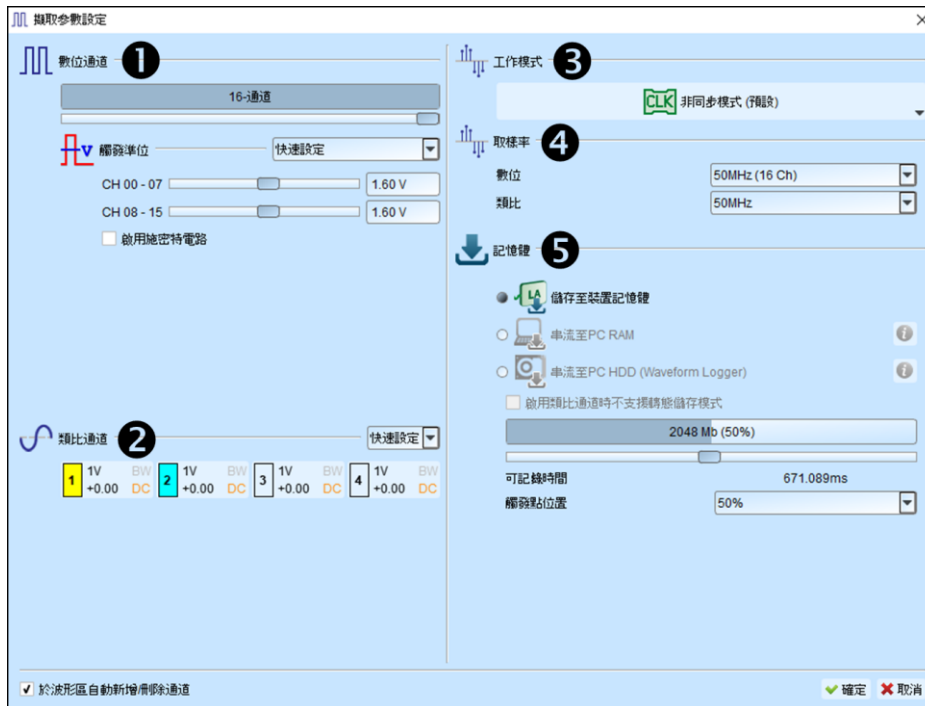 擷取參數設定
數位通道 1
16-通道
觸發準位 快速設定
CH 00 - 07 1.60 V
CH 08 - 15 1.60 V
啟用施密特電路
類比通道 2 快速設定
1 1V BW +0.00 DC
2 1V BW +0.00 DC
3 1V BW +0.00 DC
4 1V BW +0.00 DC
工作模式 3
CLK 非同步模式 (預設)
取樣率 4
數位 50MHz (16 Ch)
類比 50MHz
記憶體 5
LA 儲存至裝置記憶體
串流至PC RAM
串流至PC HDD (Waveform Logger)
啟用類比通道時不支援轉態儲存模式
2048 Mb (50%)
可記錄時間 671.089ms
觸發點位置 50%
於波形區自動新增/刪除通道
確定 取消